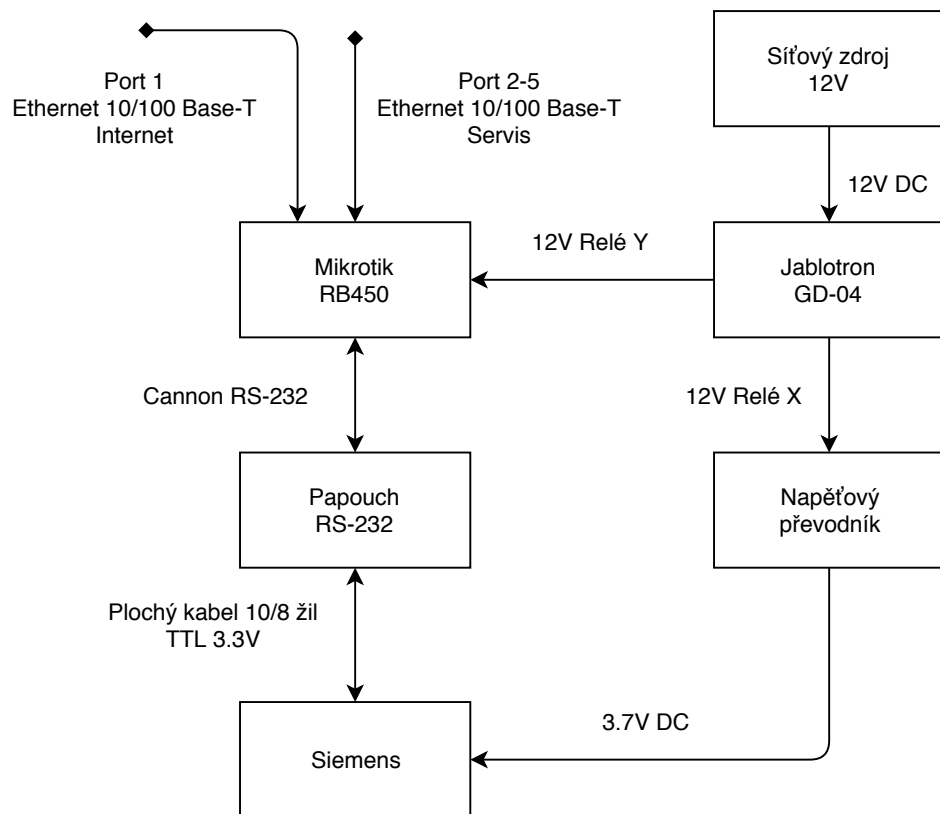 Síťový zdroj
12V
Port 1
Ethernet 10/100 Base-T
Internet
Port 2-5
Ethernet 10/100 Base-T
Servis
12V DC
12V Relé Y
Mikrotik
RB450
Jablotron
GD-04
Cannon RS-232
12V Relé X
Papouch
RS-232
Napěťový
převodník
Plochý kabel 10/8 žil
TTL 3.3V
3.7V DC
Siemens